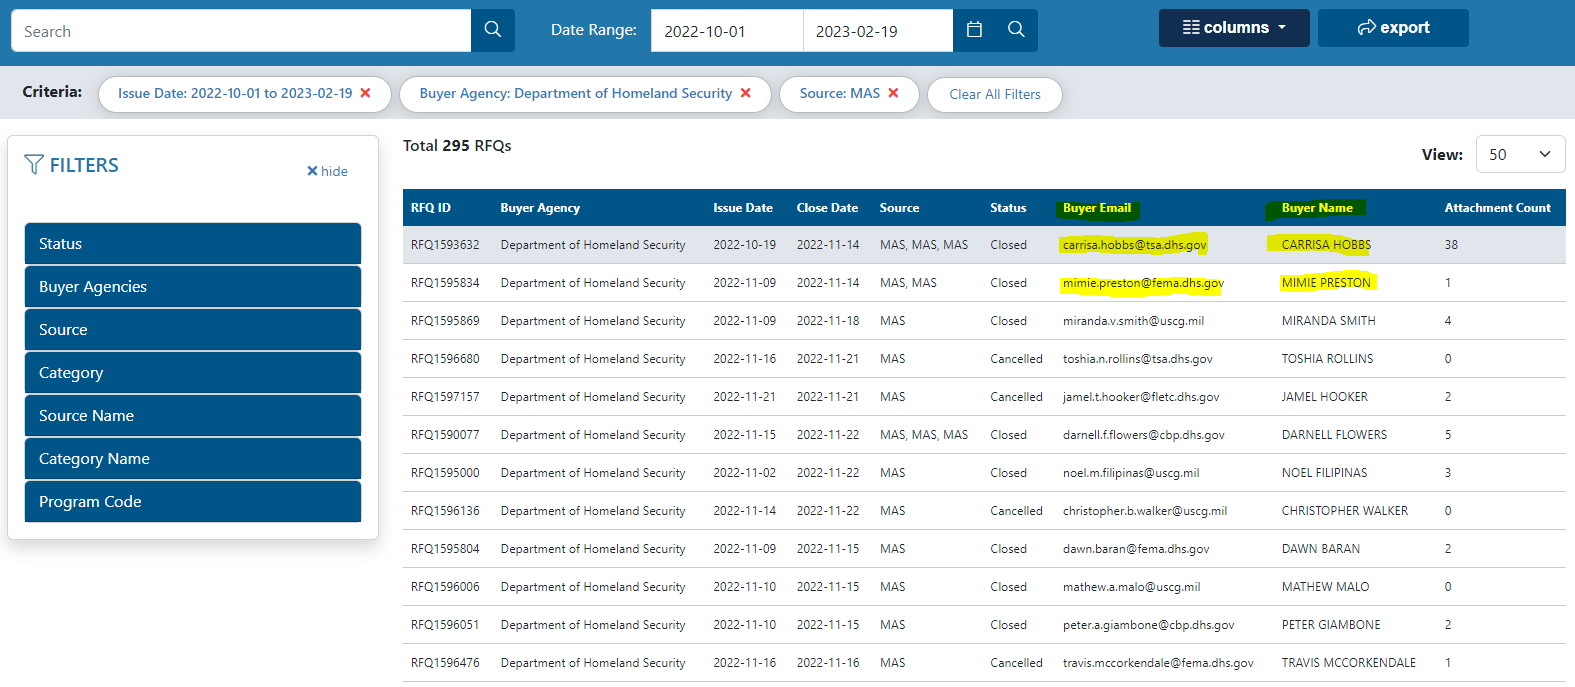 Search
Date Range:
2022-10-01
2023-02-19
columns
export
Criteria:
Issue Date: 2022-10-01 to 2023-02-19
Buyer Agency: Department of Homeland Security
Source: MAS
Clear All Filters
FILTERS
hide
Status
Buyer Agencies
Source
Category
Source Name
Category Name
Program Code
Total 295 RFQs
View: 50
RFQ ID Buyer Agency Issue Date Close Date Source Status Buyer Email Buyer Name Attachment Count
RFQ1593632 Department of Homeland Security 2022-10-19 2022-11-14 MAS, MAS, MAS Closed carrisa.hobbs@tsa.dhs.gov CARRISA HOBBS 38
RFQ1595834 Department of Homeland Security 2022-11-09 2022-11-14 MAS, MAS Closed mimie.preston@fema.dhs.gov MIMIE PRESTON 1
RFQ1595869 Department of Homeland Security 2022-11-09 2022-11-18 MAS Closed miranda.v.smith@uscg.mil MIRANDA SMITH 4
RFQ1596680 Department of Homeland Security 2022-11-16 2022-11-21 MAS Cancelled toshia.n.rollins@tsa.dhs.gov TOSHIA ROLLINS 0
RFQ1597157 Department of Homeland Security 2022-11-21 2022-11-21 MAS Cancelled jamel.t.hooker@fletc.dhs.gov JAMEL HOOKER 2
RFQ1590077 Department of Homeland Security 2022-11-15 2022-11-22 MAS, MAS, MAS Closed darnell.f.flowers@cbp.dhs.gov DARNELL FLOWERS 5
RFQ1595000 Department of Homeland Security 2022-11-02 2022-11-22 MAS Closed noel.m.filipinas@uscg.mil NOEL FILIPINAS 3
RFQ1596136 Department of Homeland Security 2022-11-14 2022-11-22 MAS Cancelled christopher.b.walker@uscg.mil CHRISTOPHER WALKER 0
RFQ1595804 Department of Homeland Security 2022-11-09 2022-11-15 MAS Closed dawn.baran@fema.dhs.gov DAWN BARAN 2
RFQ1596006 Department of Homeland Security 2022-11-10 2022-11-15 MAS Closed mathew.a.malo@uscg.mil MATHEW MALO 0
RFQ1596051 Department of Homeland Security 2022-11-10 2022-11-15 MAS Closed peter.a.giambone@cbp.dhs.gov PETER GIAMBONE 2
RFQ1596476 Department of Homeland Security 2022-11-16 2022-11-16 MAS Cancelled travis.mccorkendale@fema.dhs.gov TRAVIS MCCORKENDALE 1